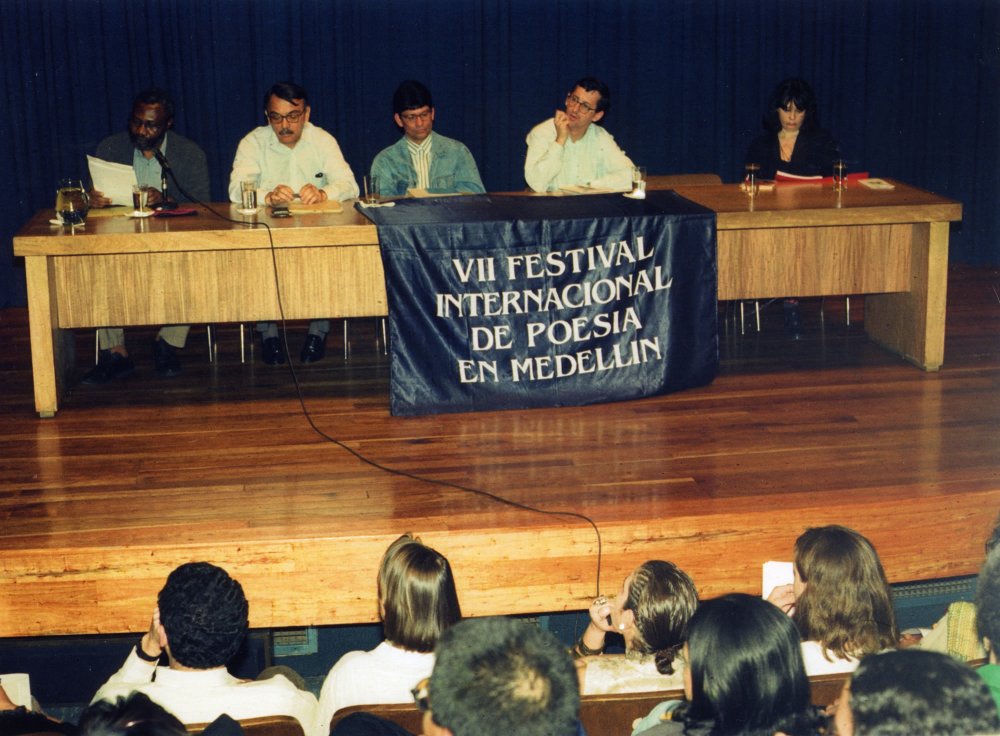 VII FESTIVAL
INTERNACIONAL
DE POESIA
EN MEDELLIN